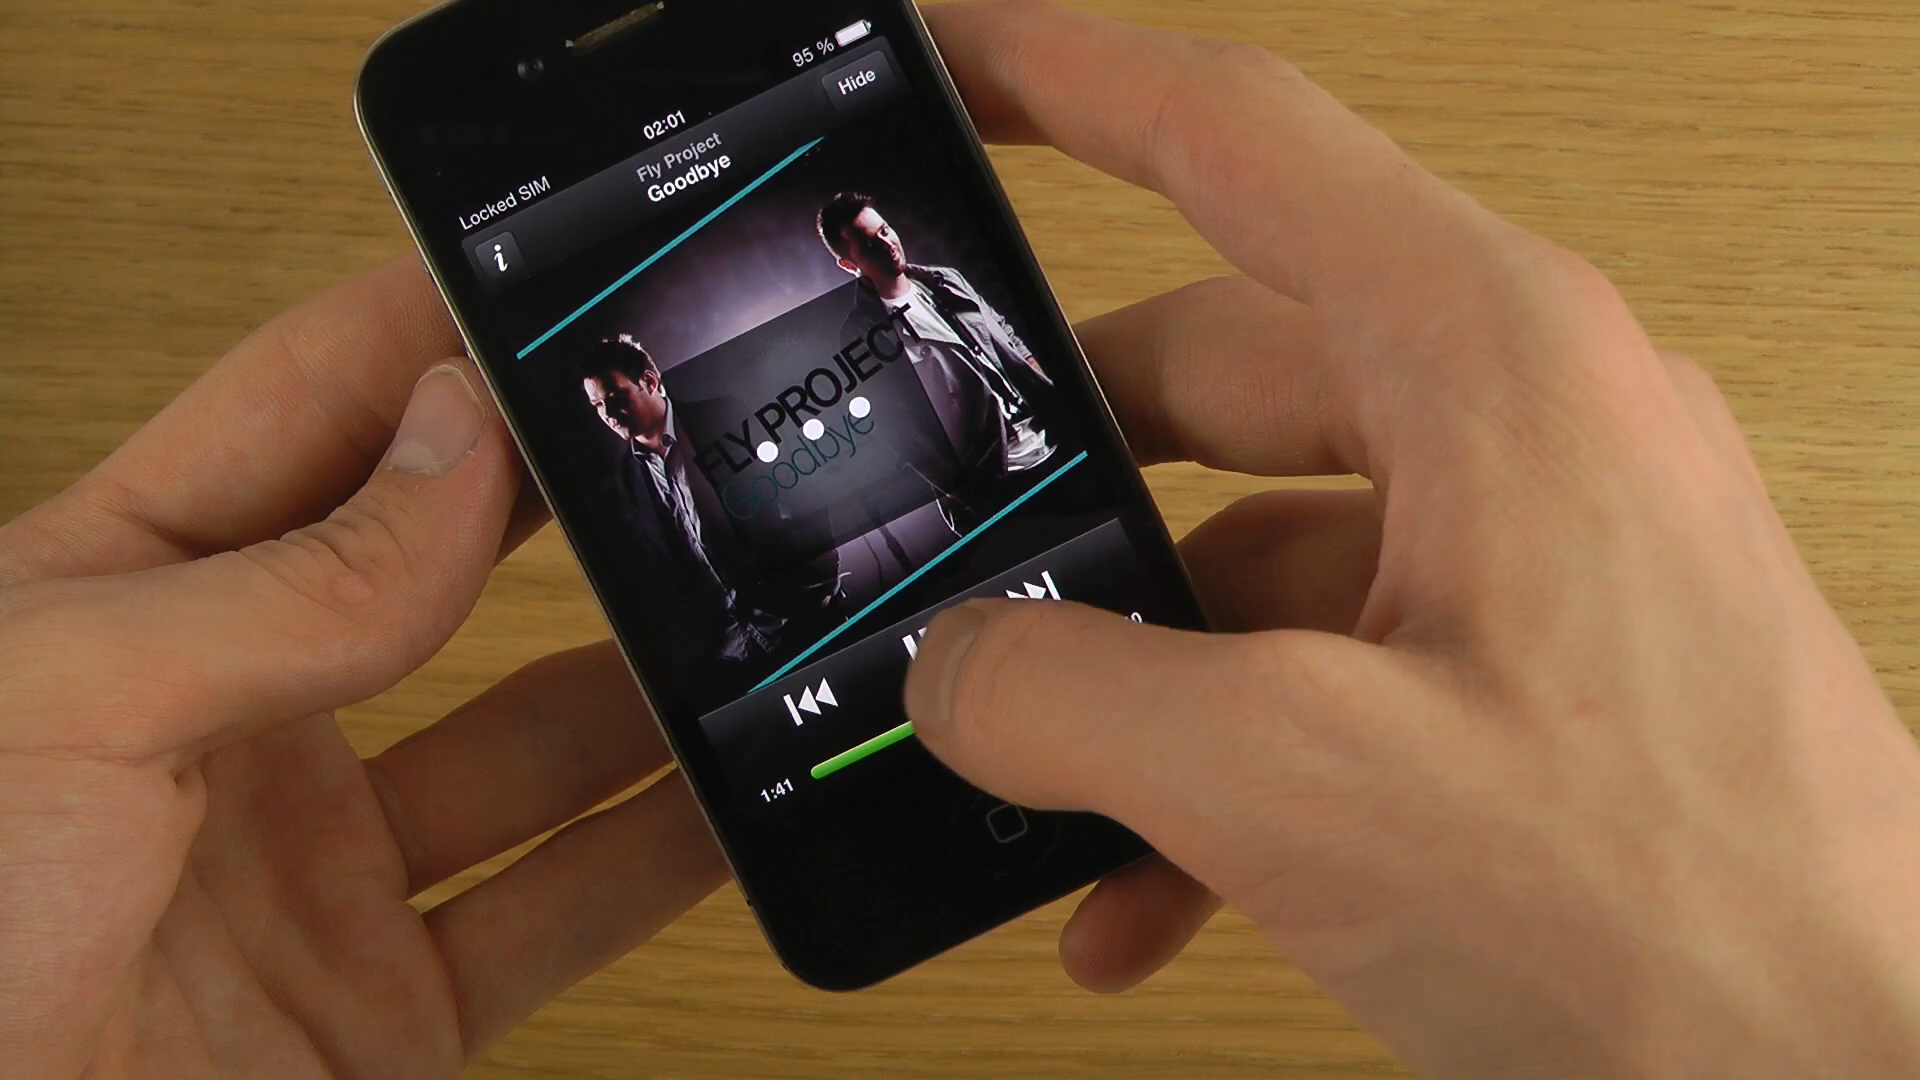 95 %
Hide
02:01
Fly Project
Goodbye
Locked SIM
i
FLY PROJECT
Goodbye
1:41